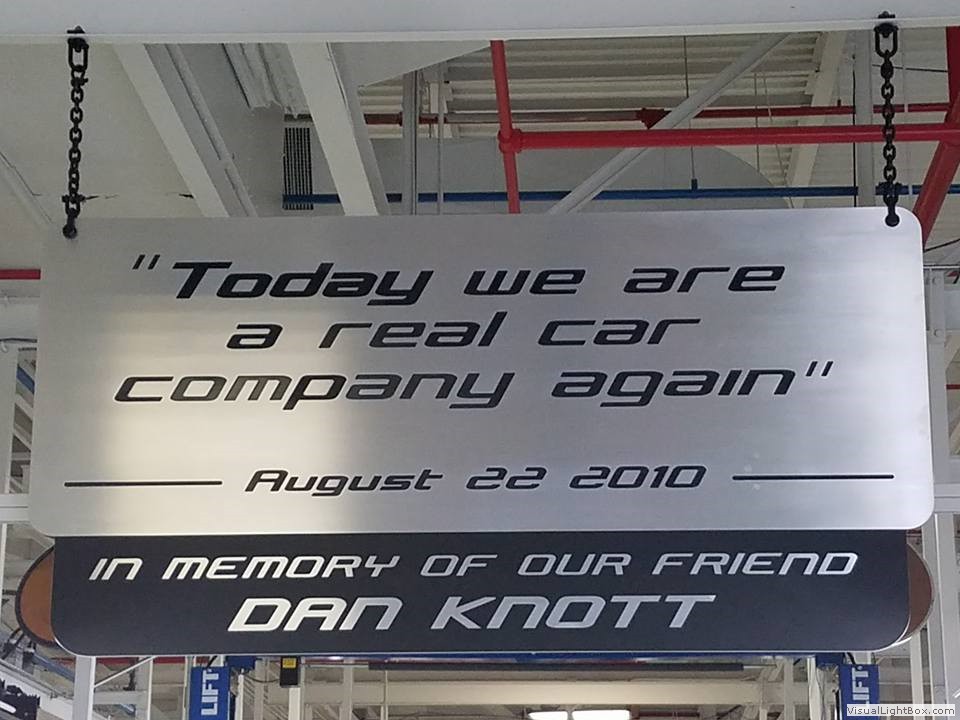 "Today we are
a real car
company again"
August 22 2010
IN MEMORY OF OUR FRIEND
DAN KNOTT
LIFT
LIFT
VisualLightBox.com